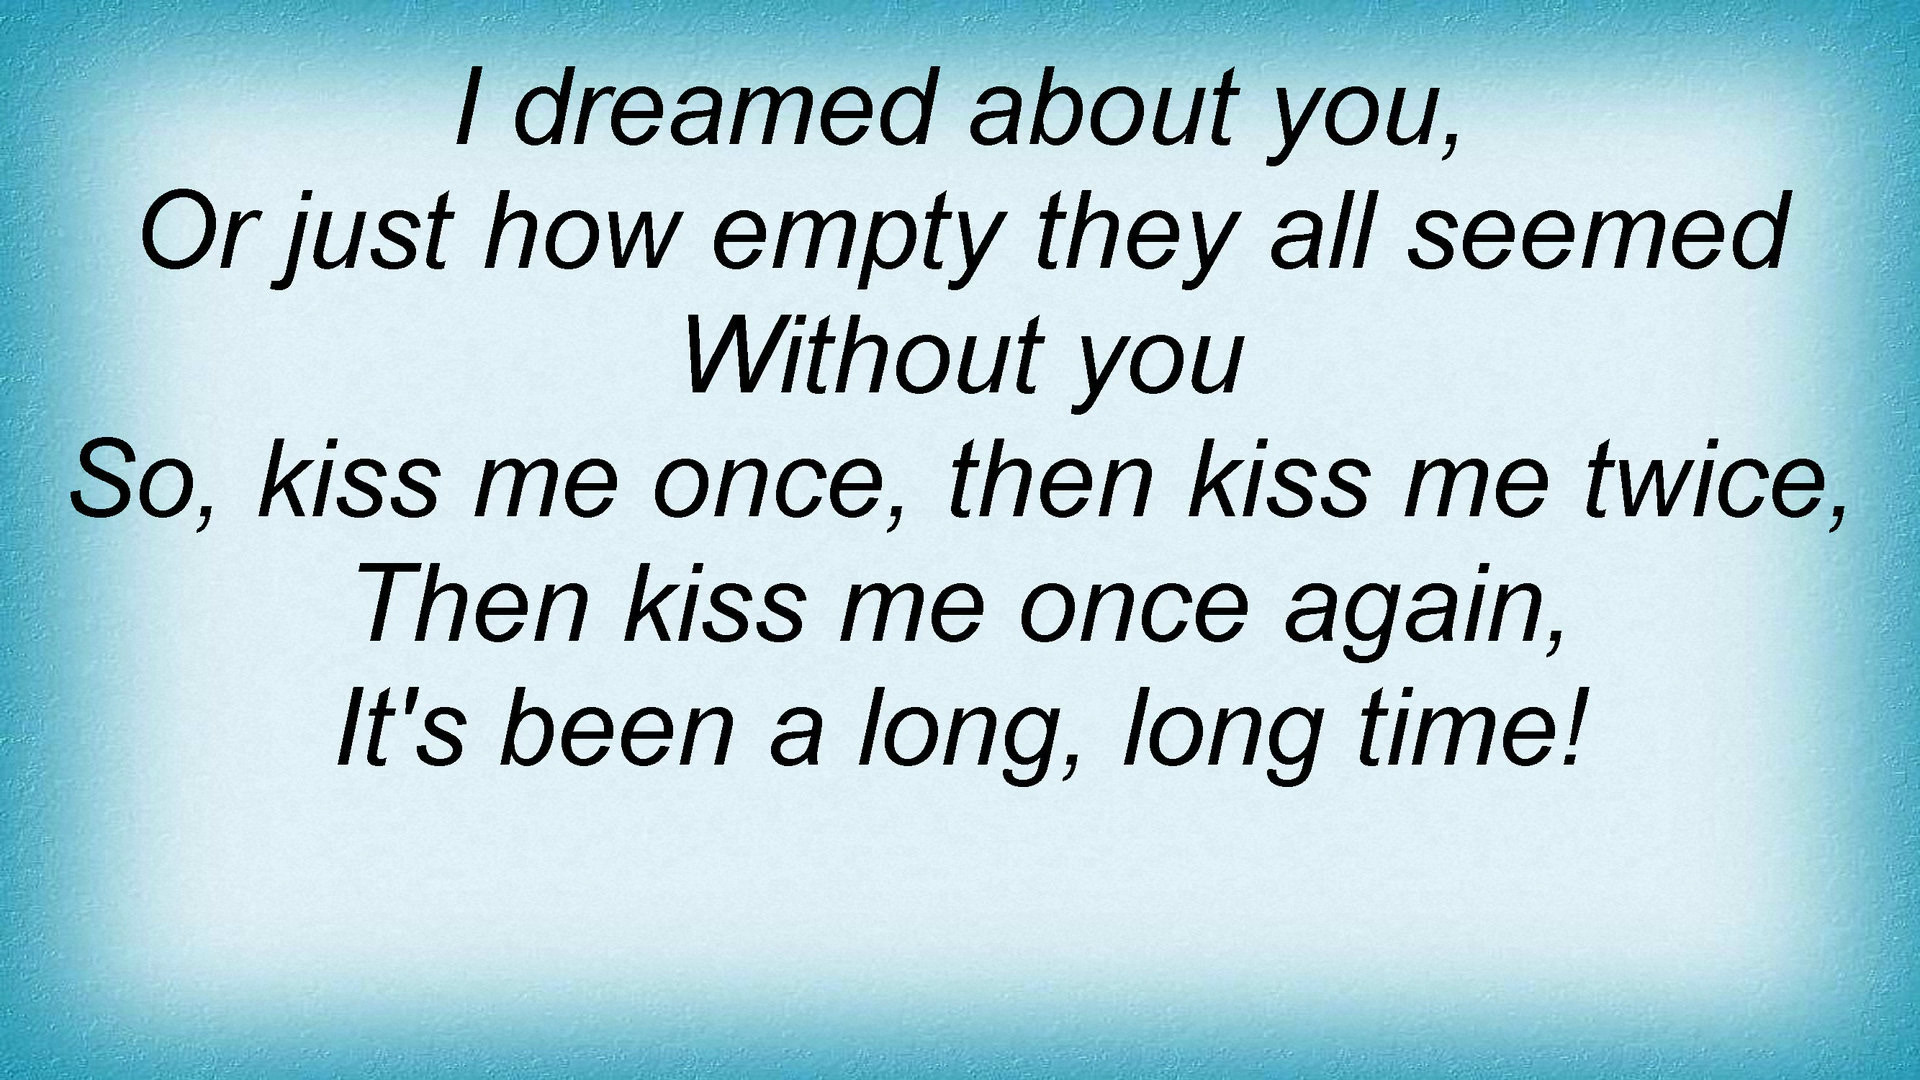 I dreamed about you,
Or just how empty they all seemed
Without you
So, kiss me once, then kiss me twice,
Then kiss me once again,
It's been a long, long time!